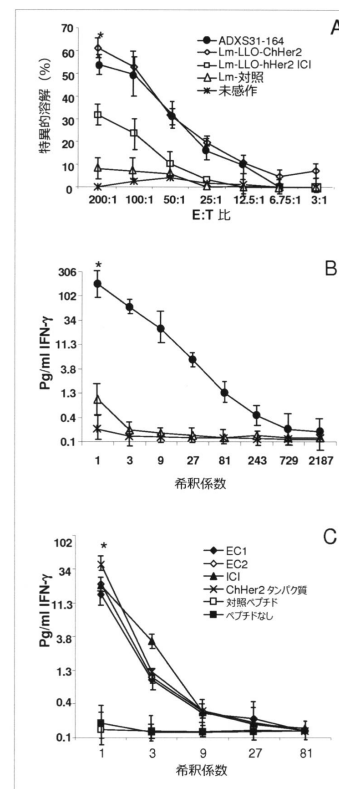 A
ADXS31-164
Lm-LLO-ChHer2
Lm-LLO-hHer2 ICI
Lm-対照
未感作
特異的溶解 (%)
70
60
50
40
30
20
10
0
*
200:1 100:1 50:1 25:1 12.5:1 6.75:1 3:1
E:T 比
B
Pg/ml IFN-γ
306
102
34
11.3
3.8
1.3
0.4
0.1
*
1 3 9 27 81 243 729 2187
希釈係数
C
EC1
EC2
ICI
ChHer2 タンパク質
対照ペプチド
ペプチドなし
Pg/ml IFN-γ
102
34
11.3
3.8
1.3
0.4
0.1
*
1 3 9 27 81
希釈係数